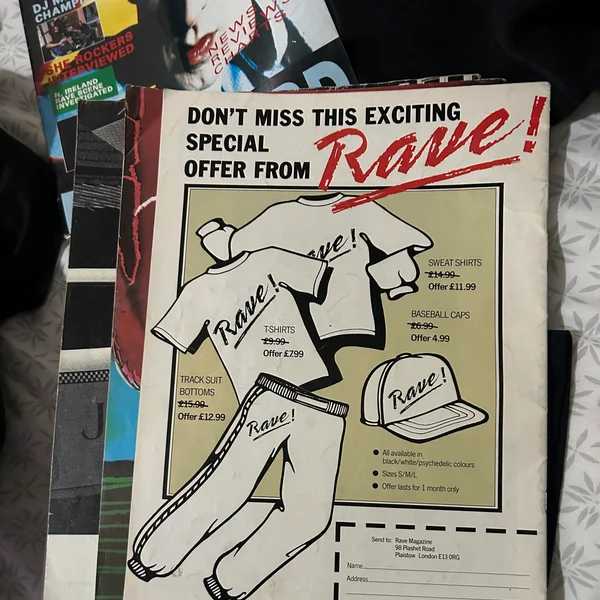 DJ
CHAMP
NEWS
REVIEWS
CHARTS
SHE ROCKERS
INTERVIEWED
N. IRELAND
RAVE SCENE
INVESTIGATED
DON'T MISS THIS EXCITING
SPECIAL
OFFER FROM Rave!
SWEAT SHIRTS
£14.99
Offer £11.99
Rave!
T-SHIRTS
£9.99
Offer £7.99
BASEBALL CAPS
£6.99
Offer 4.99
Rave!
TRACK SUIT
BOTTOMS
£15.99
Offer £12.99
Rave!
All available in
black/white/psychedelic colours
Sizes S/M/L
Offer lasts for 1 month only
Send to: Rave Magazine
98 Plashet Road
Plaistow London E13 0RG
Name
Address